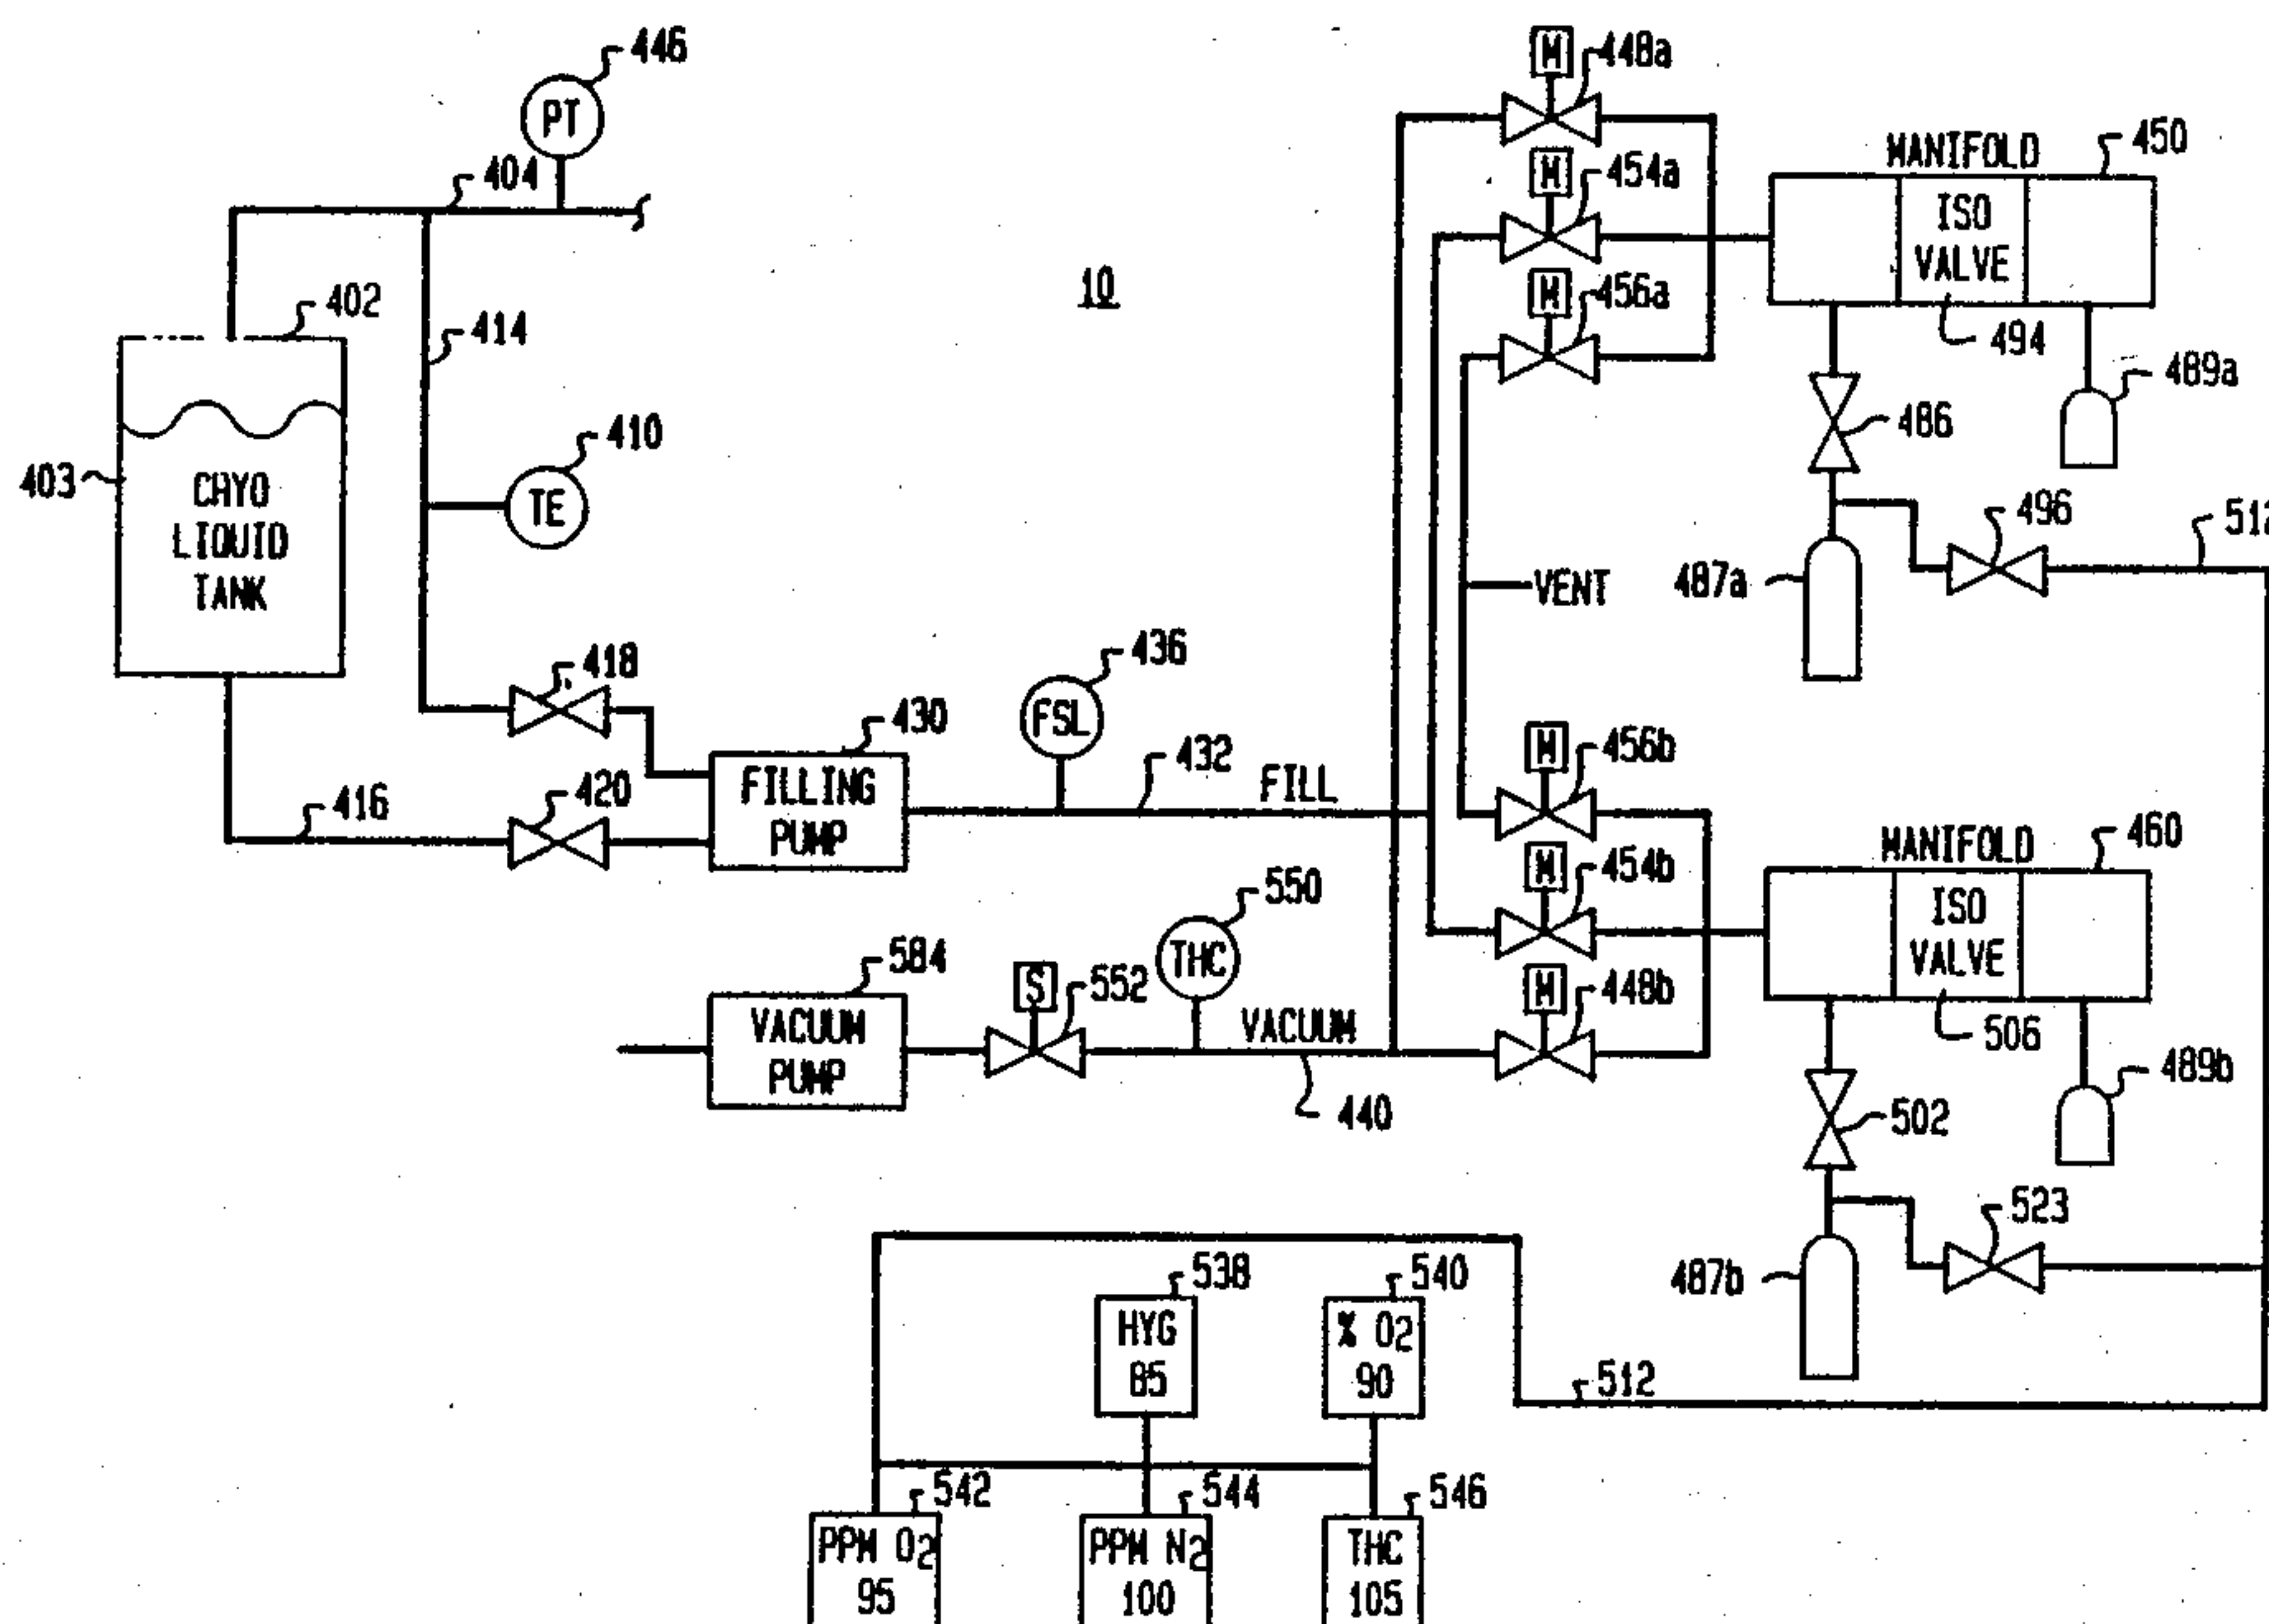 446
PT
404
402
414
403
CRYO
LIQUID
TANK
410
TE
418
416
420
430
FILLING
PUMP
436
FSL
432
FILL
10
584
VACUUM
PUMP
S
552
550
THC
VACUUM
440
M
448a
M
454a
M
456a
VENT
MANIFOLD
450
ISO
VALVE
494
489a
486
496
512
487a
M
456b
M
454b
M
448b
MANIFOLD
460
ISO
VALVE
506
489b
502
523
487b
512
538
HYG
85
540
% O2
90
542
PPM O2
95
544
PPM N2
100
546
THC
105